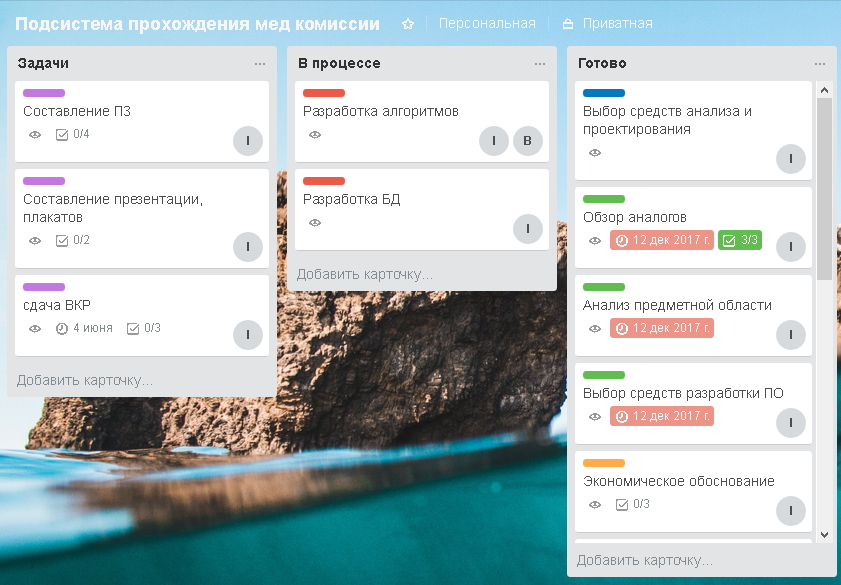 Подсистема прохождения мед комиссии
Персональная
Приватная
Задачи
Составление ПЗ
0/4
I
Составление презентации,
плакатов
0/2
I
сдача ВКР
4 июня
0/3
I
Добавить карточку...
В процессе
Разработка алгоритмов
I
В
Разработка БД
I
Добавить карточку...
Готово
Выбор средств анализа и
проектирования
I
Обзор аналогов
12 дек 2017 г.
3/3
I
Анализ предметной области
12 дек 2017 г.
I
Выбор средств разработки ПО
12 дек 2017 г.
I
Экономическое обоснование
0/3
I
Добавить карточку...